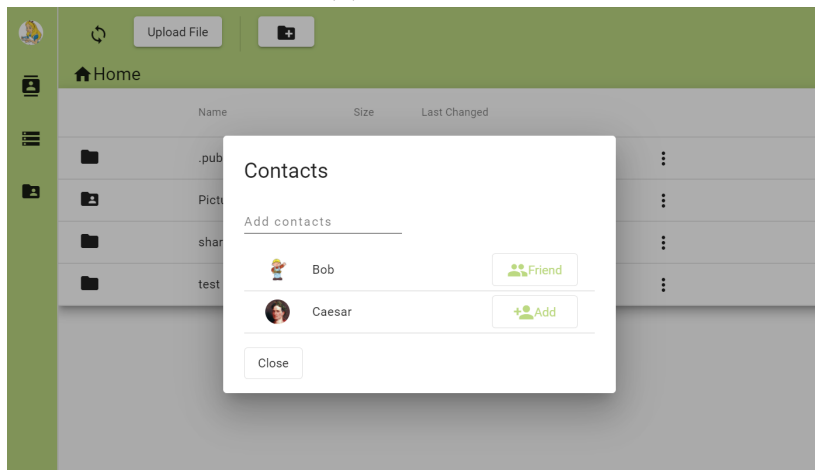 Upload File
Home
Name Size Last Changed
.pub
Pictu
shar
test
Contacts
Add contacts
Bob Friend
Caesar Add
Close